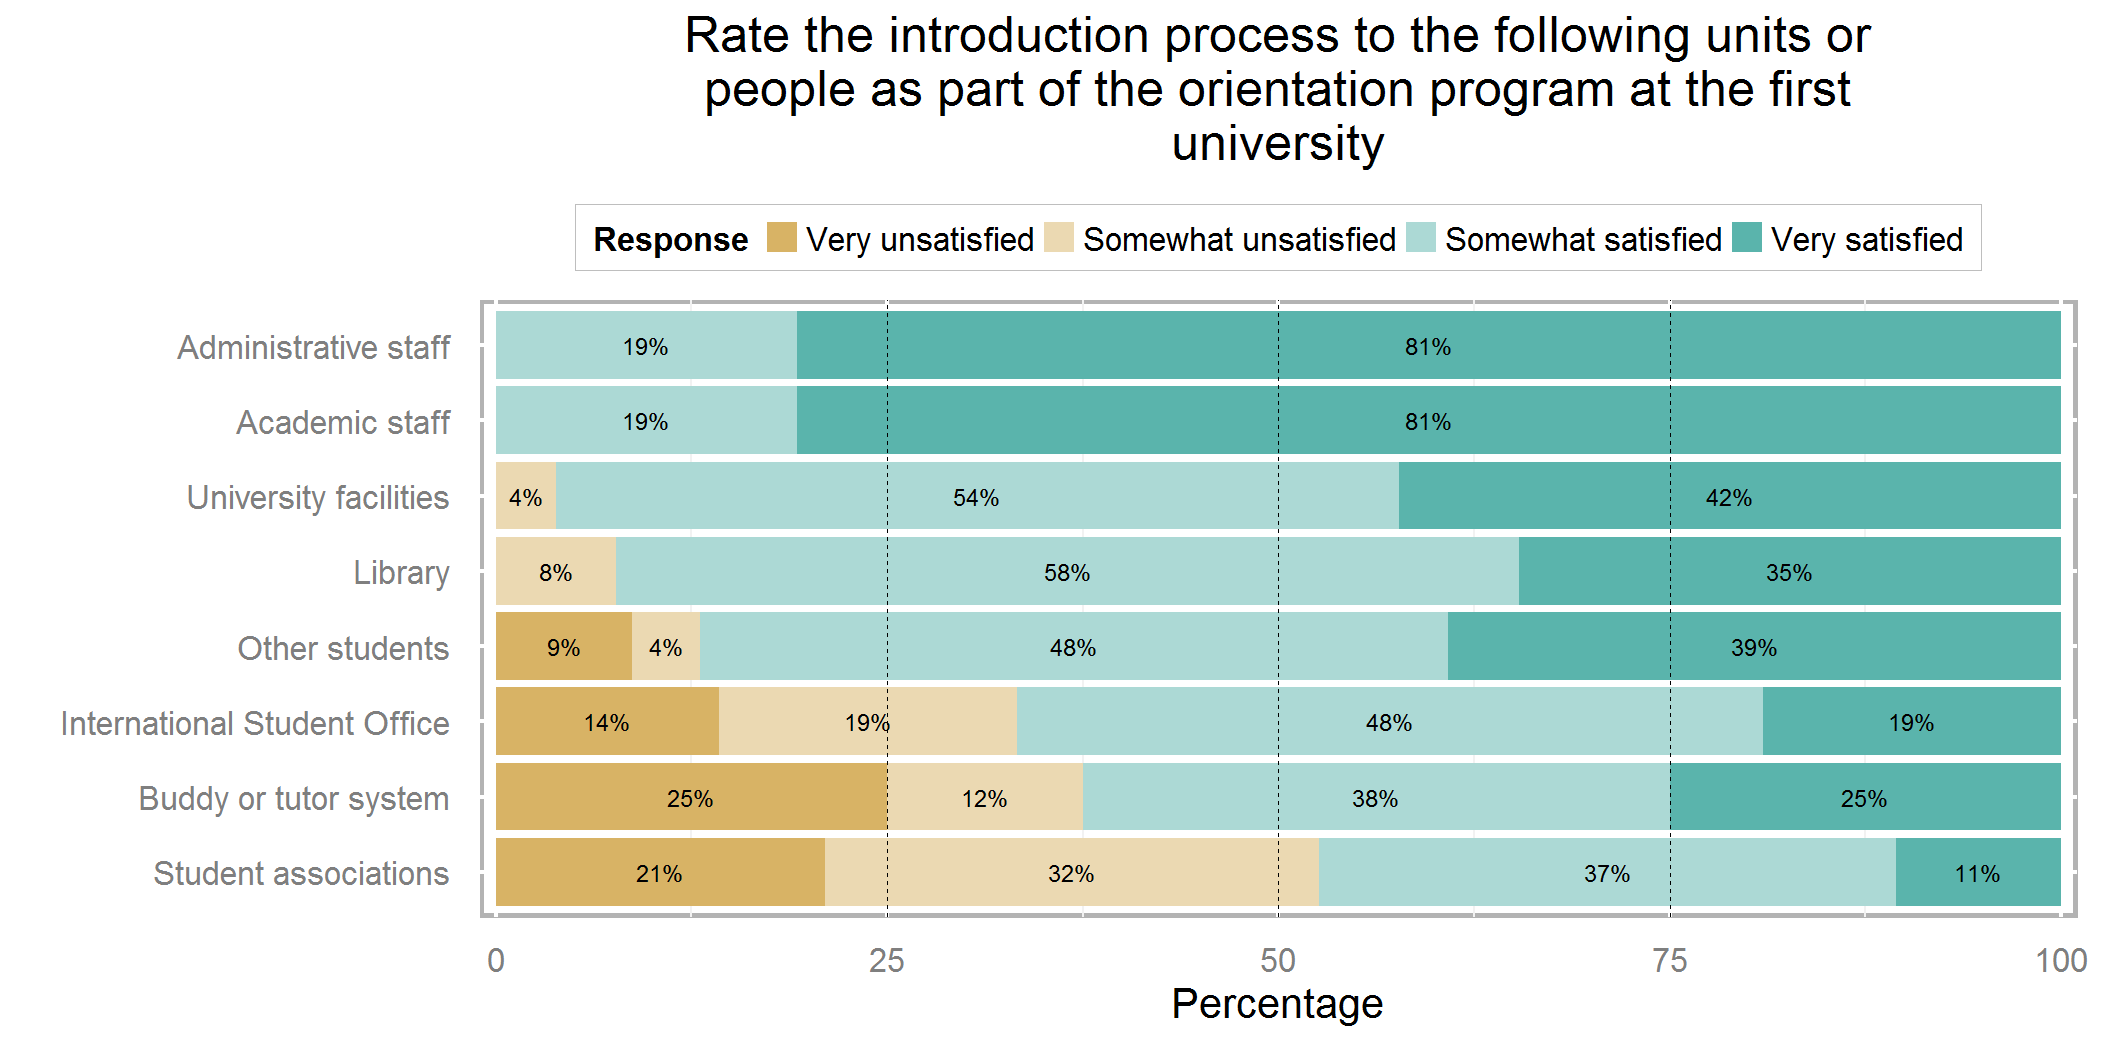 Rate the introduction process to the following units or
people as part of the orientation program at the first
university
Response Very unsatisfied Somewhat unsatisfied Somewhat satisfied Very satisfied
Administrative staff 19% 81%
Academic staff 19% 81%
University facilities 4% 54% 42%
Library 8% 58% 35%
Other students 9% 4% 48% 39%
International Student Office 14% 19% 48% 19%
Buddy or tutor system 25% 12% 38% 25%
Student associations 21% 32% 37% 11%
0 25 50 75 100
Percentage